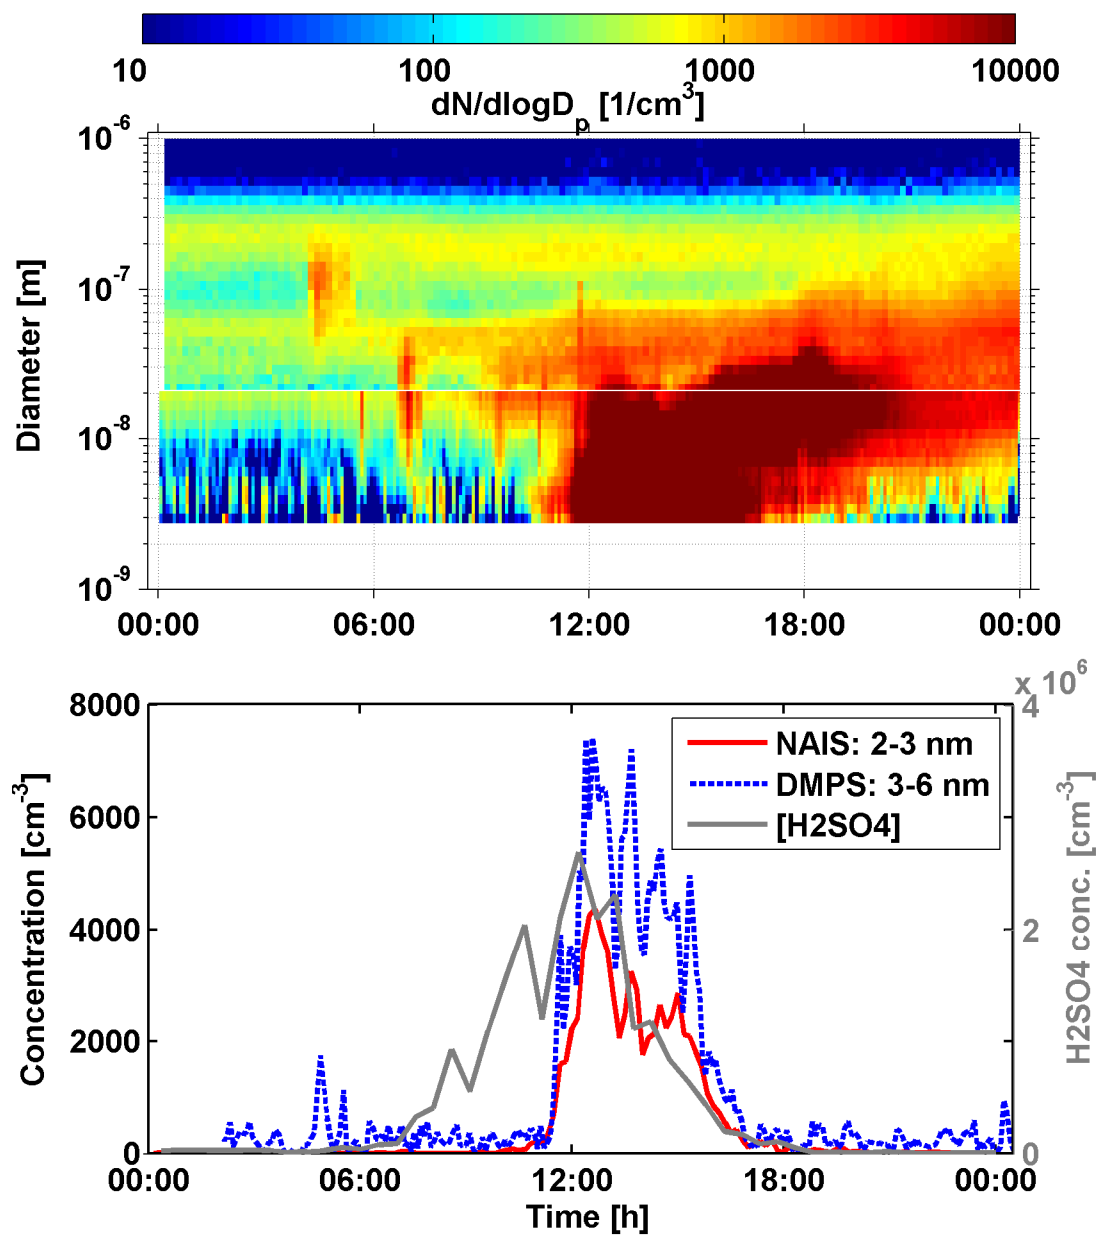 10 100 1000 10000
dN/dlogDp [1/cm3]
10-6
10-7
10-8
10-9
Diameter [m]
00:00 06:00 12:00 18:00 00:00
x 106
8000
6000
4000
2000
0
Concentration [cm-3]
NAIS: 2-3 nm
DMPS: 3-6 nm
[H2SO4]
4
2
0
H2SO4 conc. [cm-3]
00:00 06:00 12:00 18:00 00:00
Time [h]